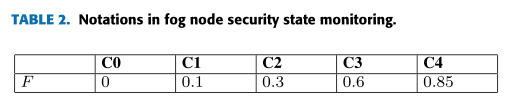 TABLE 2. Notations in fog node security state monitoring.
C0 C1 C2 C3 C4
F 0 0.1 0.3 0.6 0.85